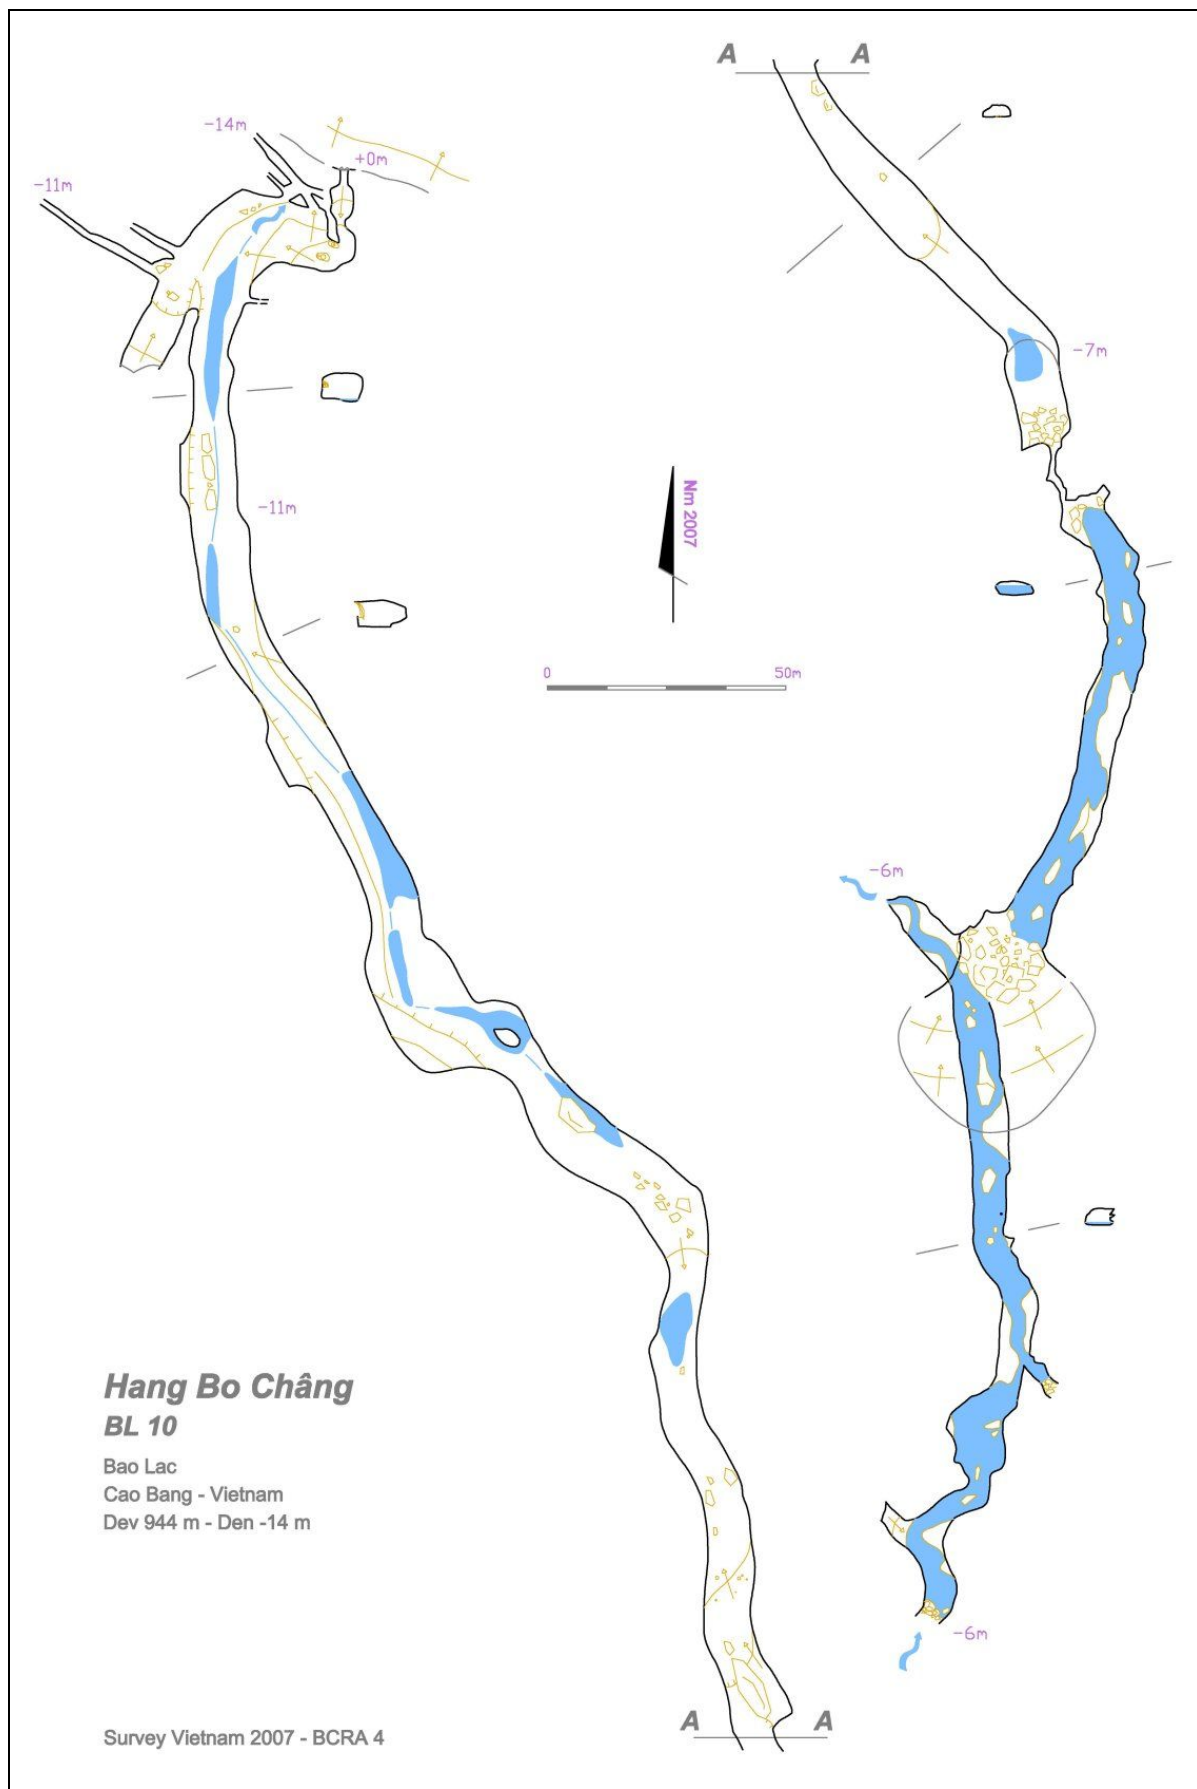 A A
-14m
+0m
-11m
-7m
Nm 2007
-11m
0 50m
-6m
Hang Bo Châng
BL 10
Bao Lac
Cao Bang - Vietnam
Dev 944 m - Den -14 m
-6m
A A
Survey Vietnam 2007 - BCRA 4